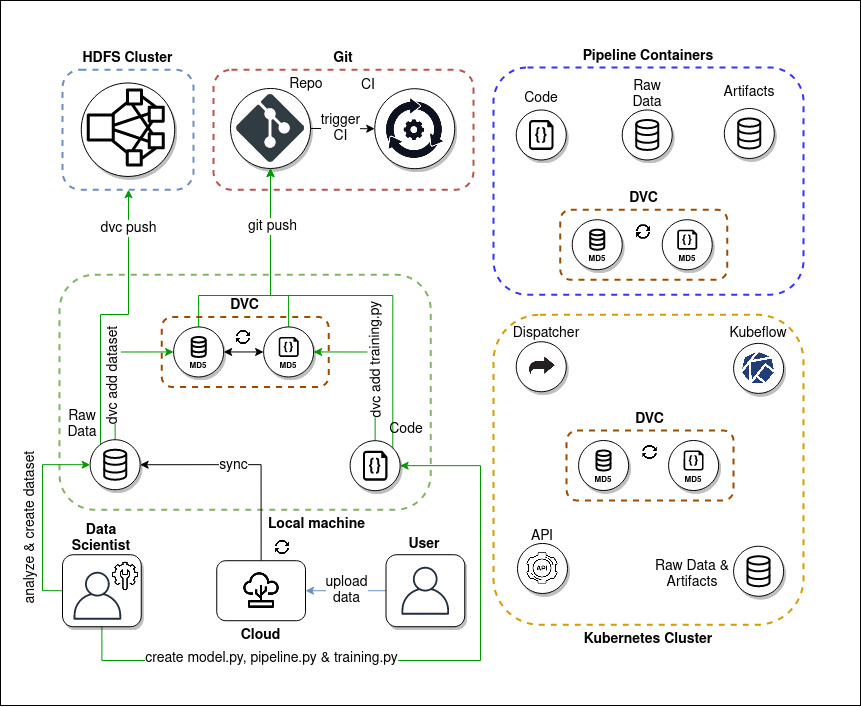 HDFS Cluster
Git
Pipeline Containers
Repo
CI
trigger
CI
Code
Raw
Data
Artifacts
dvc push
git push
DVC
MD5
MD5
DVC
MD5
MD5
dvc add dataset
dvc add training.py
Raw
Data
Code
sync
Local machine
Dispatcher
Kubeflow
DVC
MD5
MD5
API
API
Raw Data &
Artifacts
Kubernetes Cluster
analyze & create dataset
Data
Scientist
User
upload
data
Cloud
create model.py, pipeline.py & training.py